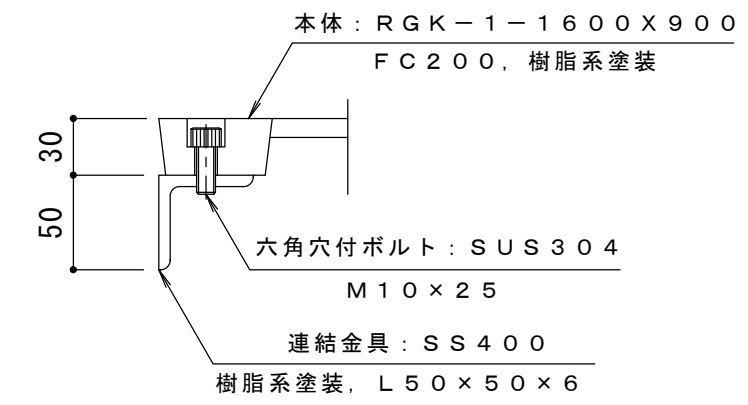 本体：ＲＧＫ－１－１６００Ｘ９００
ＦＣ２００，樹脂系塗装
30
50
六角穴付ボルト：ＳＵＳ３０４
Ｍ１０×２５
連結金具：ＳＳ４００
樹脂系塗装，Ｌ５０×５０×６